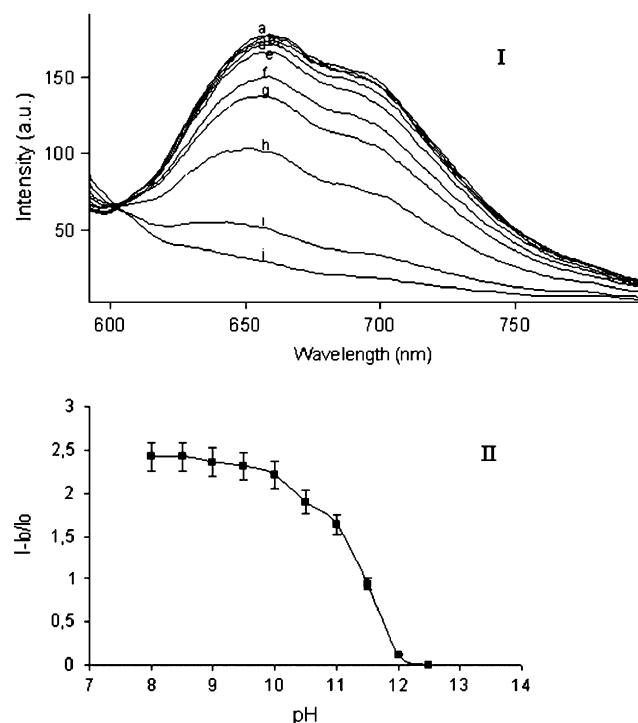 I
Intensity (a.u.)
150
100
50
a
e
f
g
h
i
j
600
650
700
750
Wavelength (nm)
II
I-Io/Io
3
2,5
2
1,5
1
0,5
0
7 8 9 10 11 12 13 14
pH